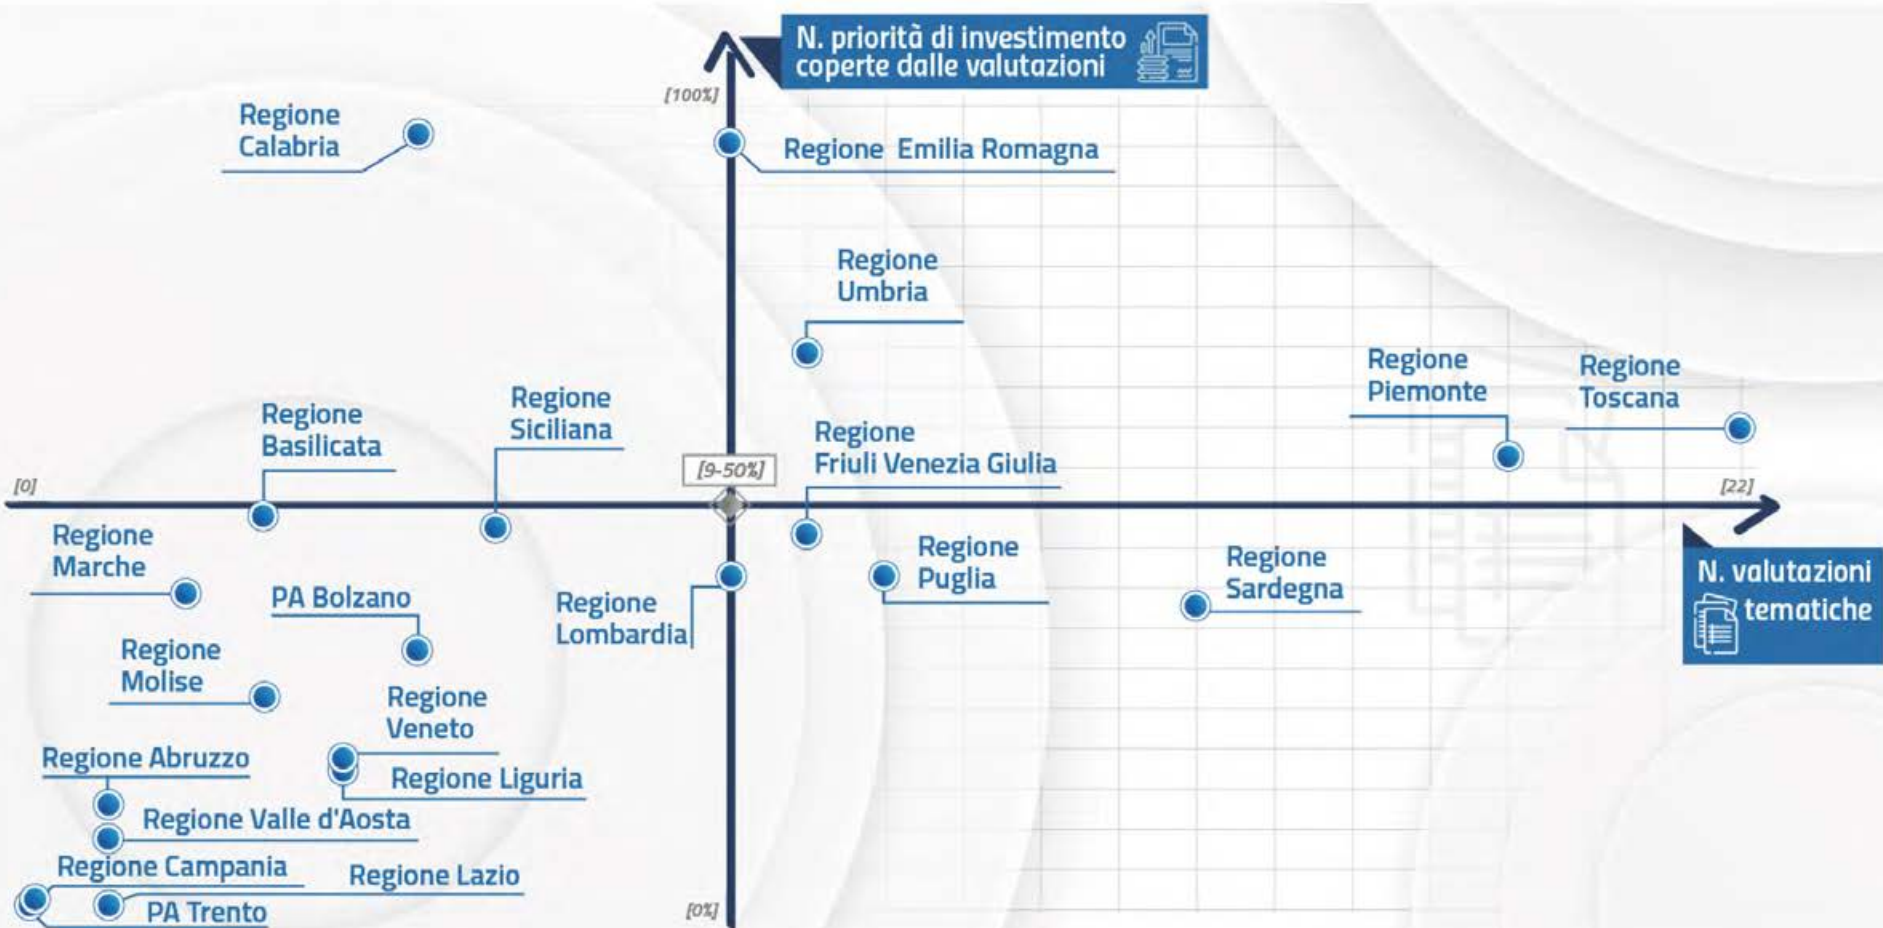 N. priorità di investimento
coperte dalle valutazioni
[100%]
Regione
Calabria
Regione Emilia Romagna
Regione
Umbria
Regione
Piemonte
Regione
Toscana
Regione
Basilicata
Regione
Siciliana
Regione
Friuli Venezia Giulia
[9-50%]
[0]
[22]
Regione
Marche
PA Bolzano
Regione
Lombardia
Regione
Puglia
Regione
Sardegna
N. valutazioni
tematiche
Regione
Molise
Regione
Veneto
Regione Abruzzo
Regione Liguria
Regione Valle d'Aosta
Regione Campania
Regione Lazio
PA Trento
[0%]